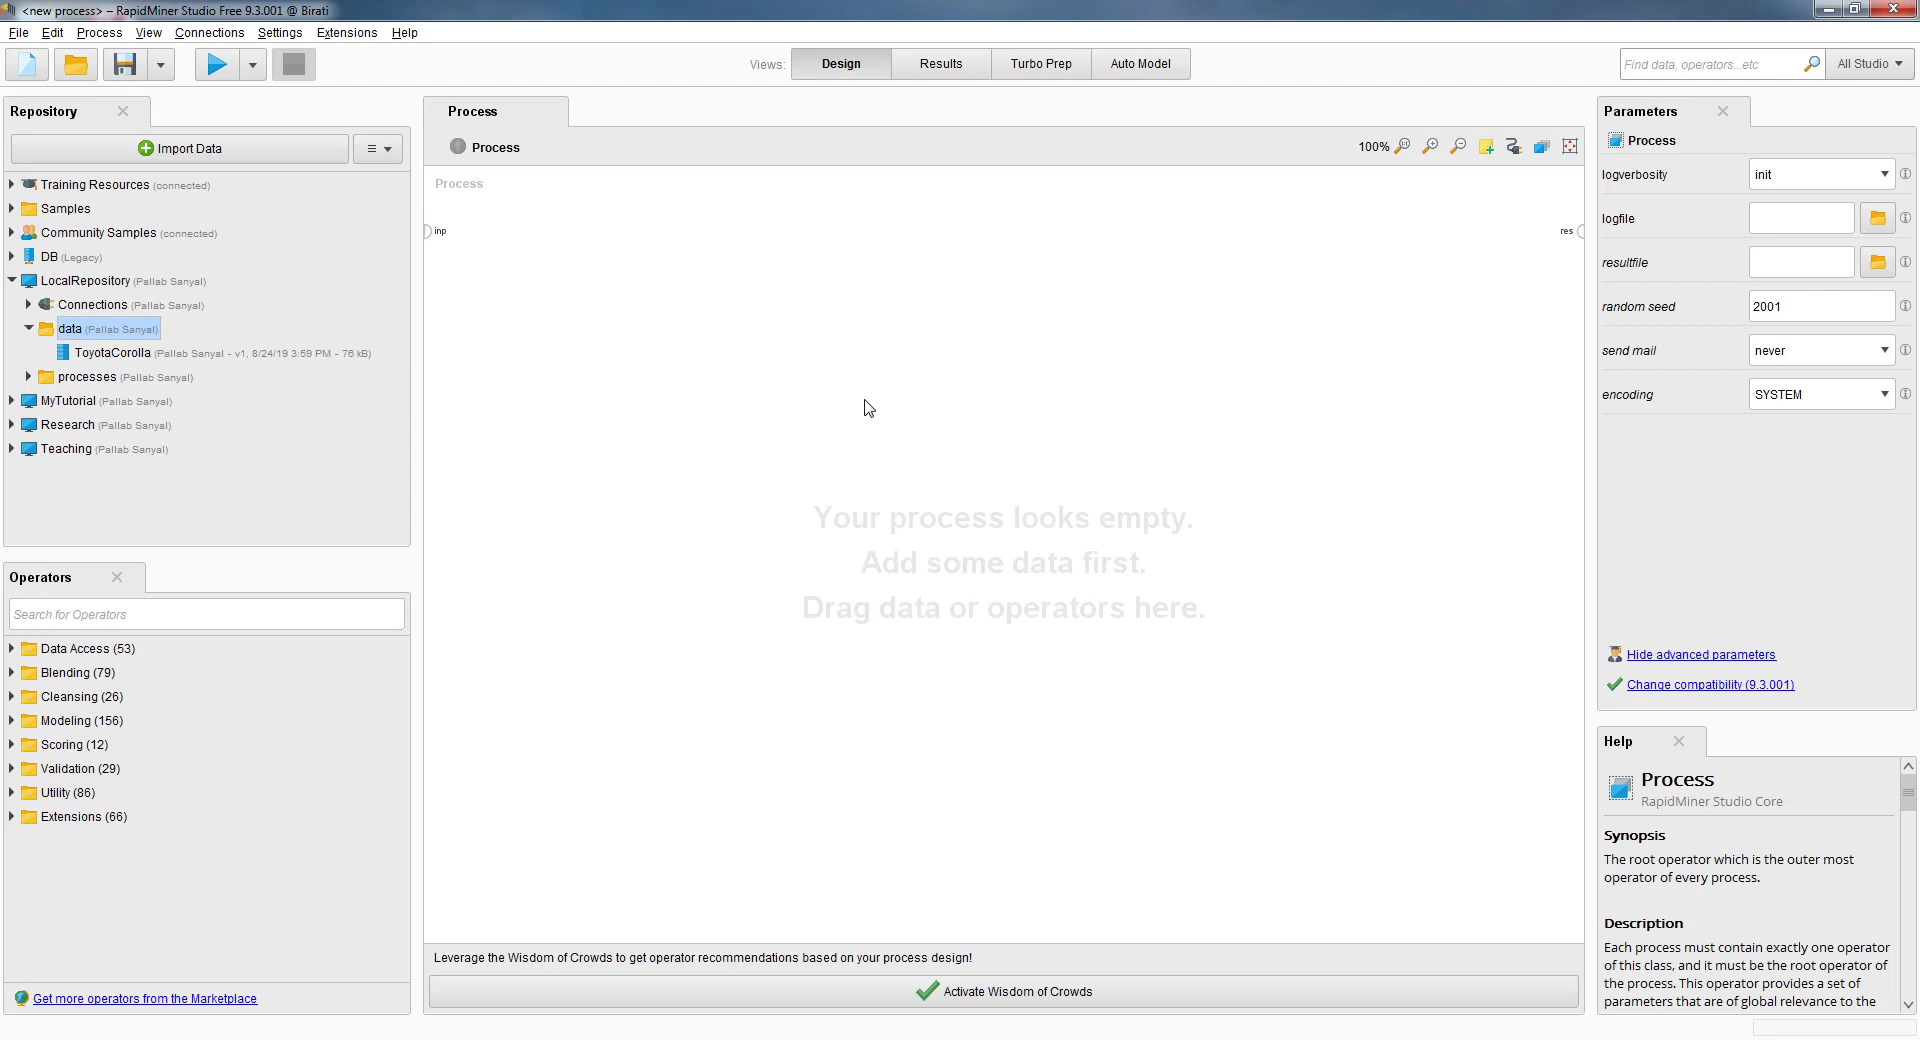 <new process> – RapidMiner Studio Free 9.3.001 @ Birati
File Edit Process View Connections Settings Extensions Help
Views: Design Results Turbo Prep Auto Model
Find data, operators...etc All Studio
Repository
Import Data
Training Resources (connected)
Samples
Community Samples (connected)
DB (Legacy)
LocalRepository (Pallab Sanyal)
Connections (Pallab Sanyal)
data (Pallab Sanyal)
ToyotaCorolla (Pallab Sanyal - v1, 8/24/19 3:59 PM - 76 kB)
processes (Pallab Sanyal)
MyTutorial (Pallab Sanyal)
Research (Pallab Sanyal)
Teaching (Pallab Sanyal)
Operators
Search for Operators
Data Access (53)
Blending (79)
Cleansing (26)
Modeling (156)
Scoring (12)
Validation (29)
Utility (86)
Extensions (66)
Get more operators from the Marketplace
Process
Process
100%
Process
inp
res
Your process looks empty.
Add some data first.
Drag data or operators here.
Leverage the Wisdom of Crowds to get operator recommendations based on your process design!
Activate Wisdom of Crowds
Parameters
Process
logverbosity init
logfile
resultfile
random seed 2001
send mail never
encoding SYSTEM
Hide advanced parameters
Change compatibility (9.3.001)
Help
Process
RapidMiner Studio Core
Synopsis
The root operator which is the outer most
operator of every process.
Description
Each process must contain exactly one operator
of this class, and it must be the root operator of
the process. This operator provides a set of
parameters that are of global relevance to the